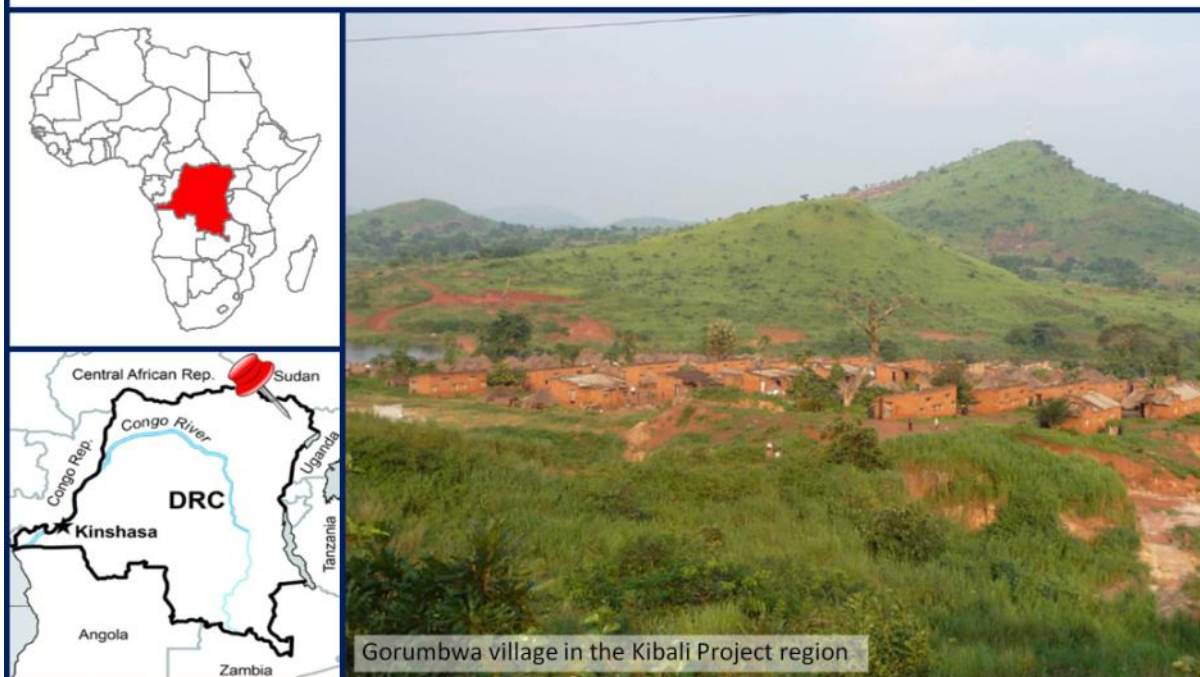 Central African Rep.
Sudan
Congo River
Congo Rep.
Uganda
DRC
Kinshasa
Tanzania
Angola
Zambia
Gorumbwa village in the Kibali Project region